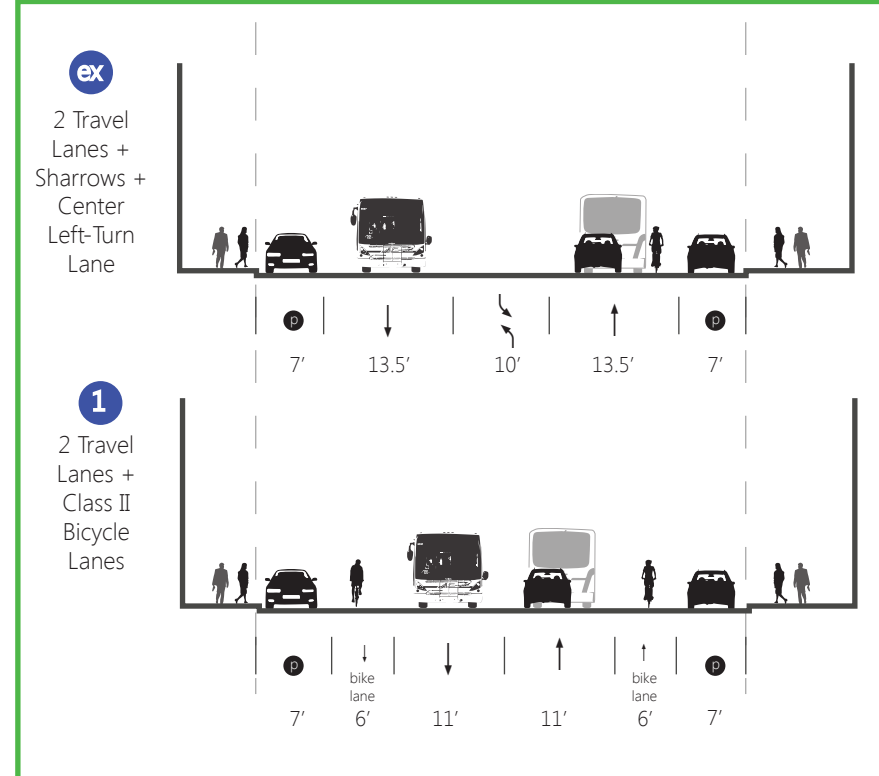 ex
2 Travel
Lanes +
Sharrows +
Center
Left-Turn
Lane
p p
7’ 13.5’ 10’ 13.5’ 7’
1
2 Travel
Lanes +
Class II
Bicycle
Lanes
p p
bike bike
lane lane
7’ 6’ 11’ 11’ 6’ 7’